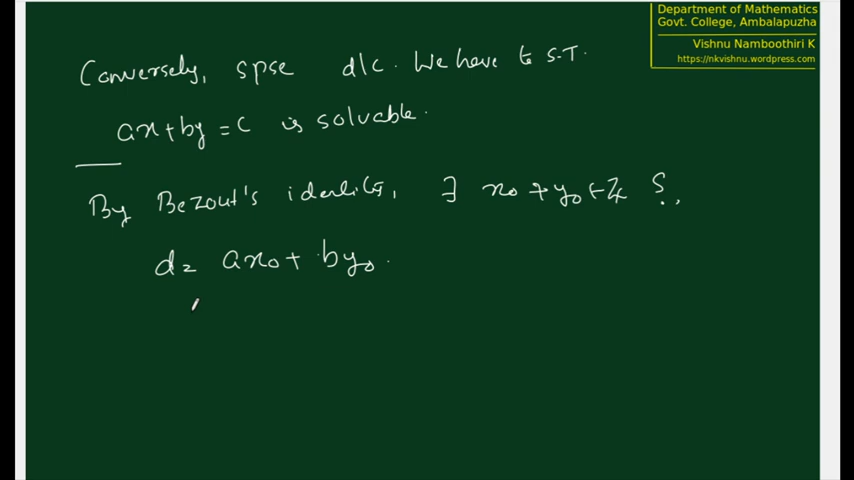 Department of Mathematics
Govt. College, Ambalapuzha
Vishnu Namboothiri K
https://nkvishnu.wordpress.com
Conversely, spse d|c. We have to S.T.
ax+by = c is solvable.
By Bezout's identity, ∃ x₀ + y₀ ∈ ℤ
d = ax₀ + by₀.